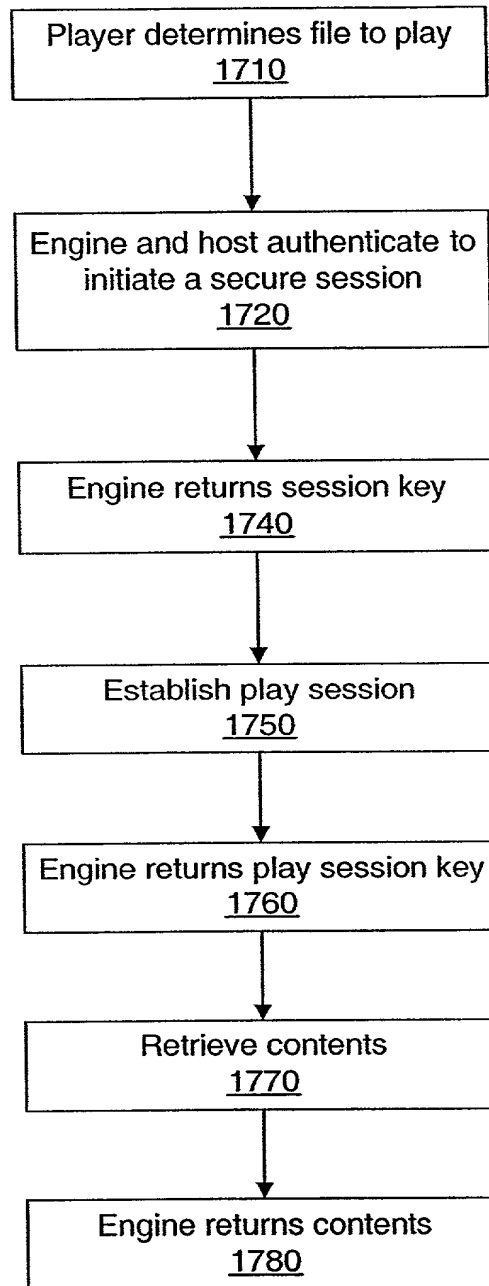 Player determines file to play
1710
Engine and host authenticate to
initiate a secure session
1720
Engine returns session key
1740
Establish play session
1750
Engine returns play session key
1760
Retrieve contents
1770
Engine returns contents
1780